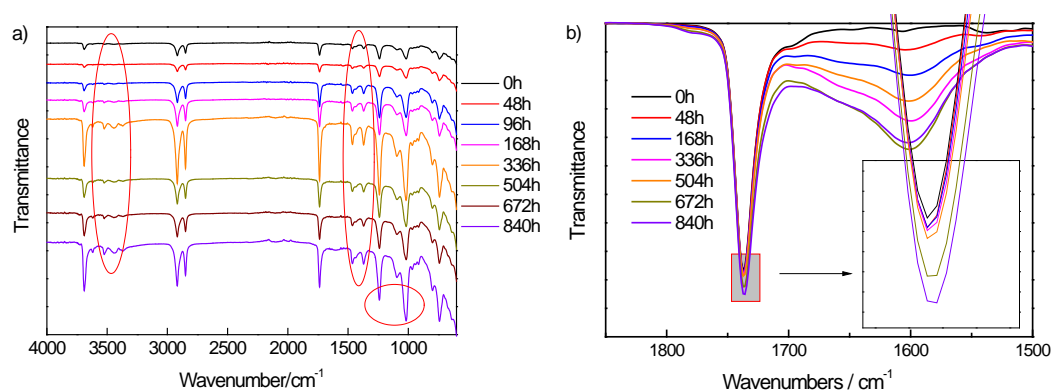 a)
Transmittance
0h
48h
96h
168h
336h
504h
672h
840h
4000 3500 3000 2500 2000 1500 1000
Wavenumber/cm⁻¹
b)
Transmittance
0h
48h
168h
336h
504h
672h
840h
1800 1700 1600 1500
Wavenumbers / cm⁻¹